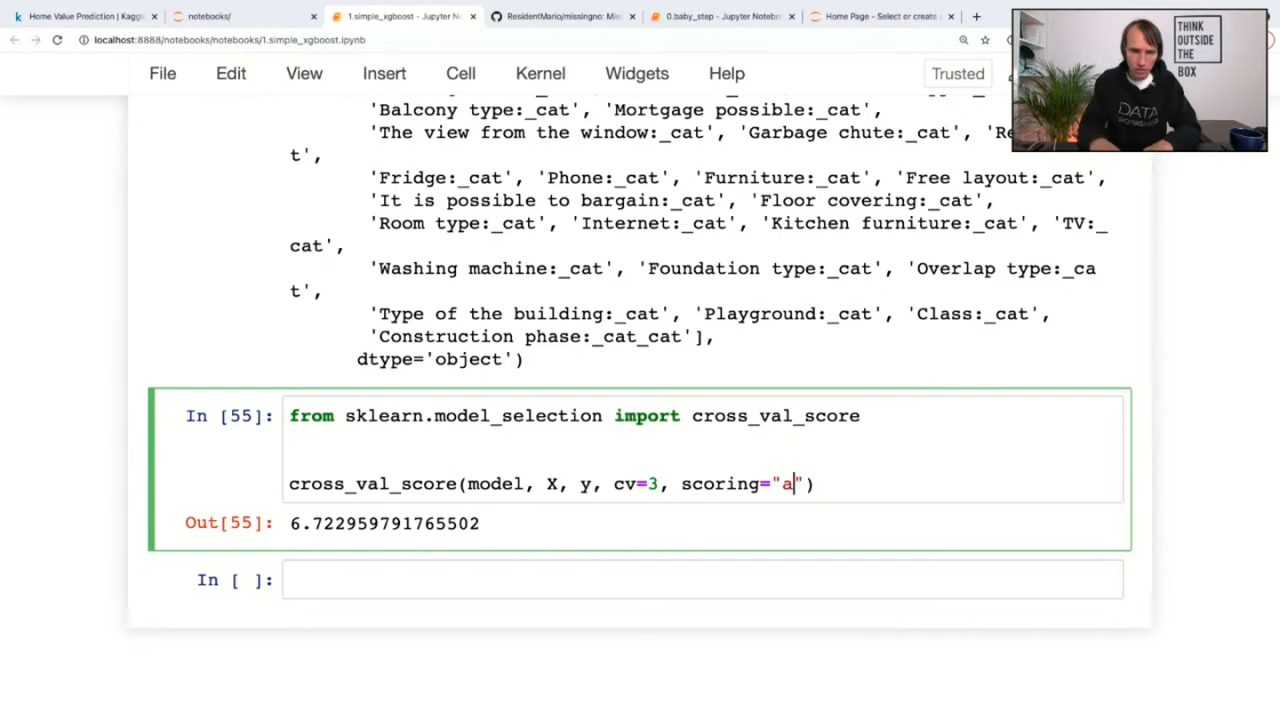 Home Value Prediction | Kaggl
notebooks/
1.simple_xgboost - Jupyter No
ResidentMario/missingno: Mis
0.baby_step - Jupyter Notebo
Home Page - Select or create
localhost:8888/notebooks/notebooks/1.simple_xgboost.ipynb
THINK
OUTSIDE
THE
BOX
DATA
File Edit View Insert Cell Kernel Widgets Help Trusted
'Balcony type:_cat', 'Mortgage possible:_cat',
'The view from the window:_cat', 'Garbage chute:_cat', 'Re
t',
'Fridge:_cat', 'Phone:_cat', 'Furniture:_cat', 'Free layout:_cat',
'It is possible to bargain:_cat', 'Floor covering:_cat',
'Room type:_cat', 'Internet:_cat', 'Kitchen furniture:_cat', 'TV:_
cat',
'Washing machine:_cat', 'Foundation type:_cat', 'Overlap type:_ca
t',
'Type of the building:_cat', 'Playground:_cat', 'Class:_cat',
'Construction phase:_cat_cat'],
dtype='object')
In [55]: from sklearn.model_selection import cross_val_score
cross_val_score(model, X, y, cv=3, scoring="a")
Out[55]: 6.722959791765502
In [ ]: